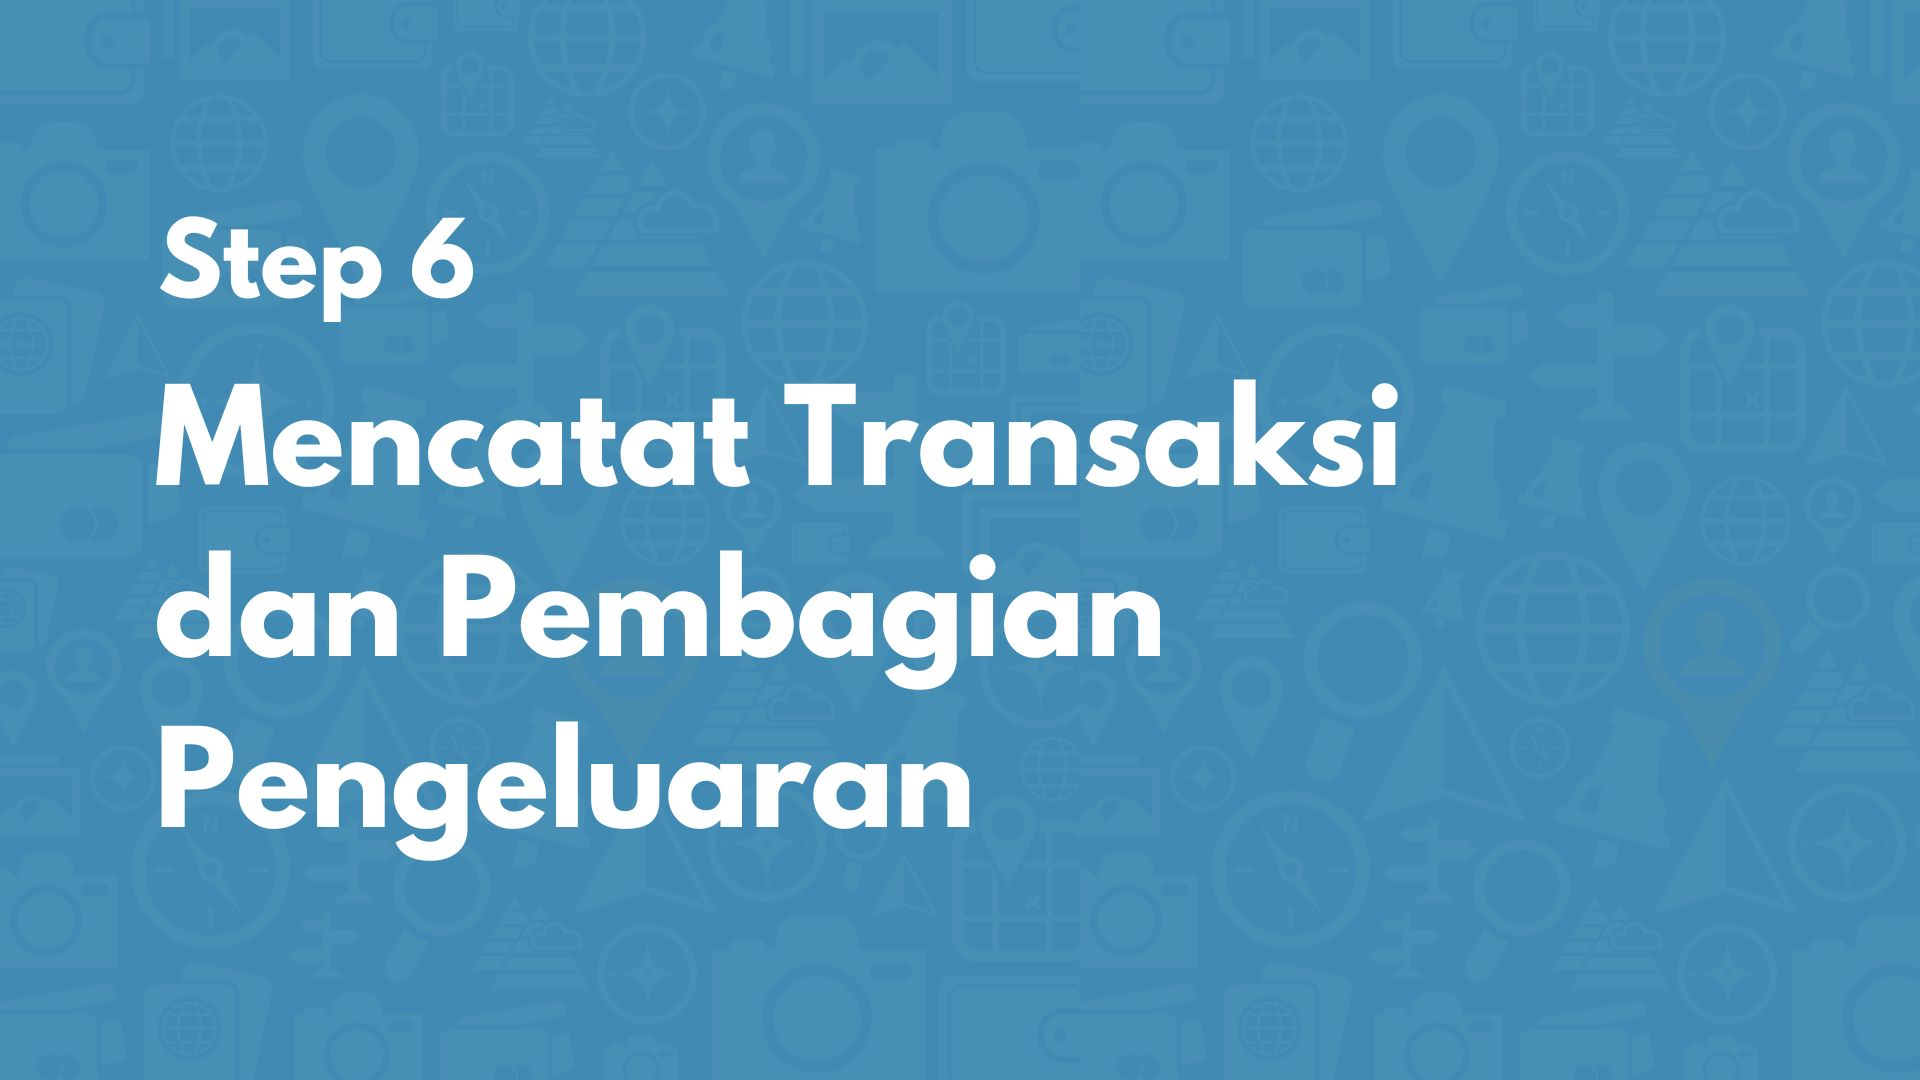 Step 6
Mencatat Transaksi
dan Pembagian
Pengeluaran